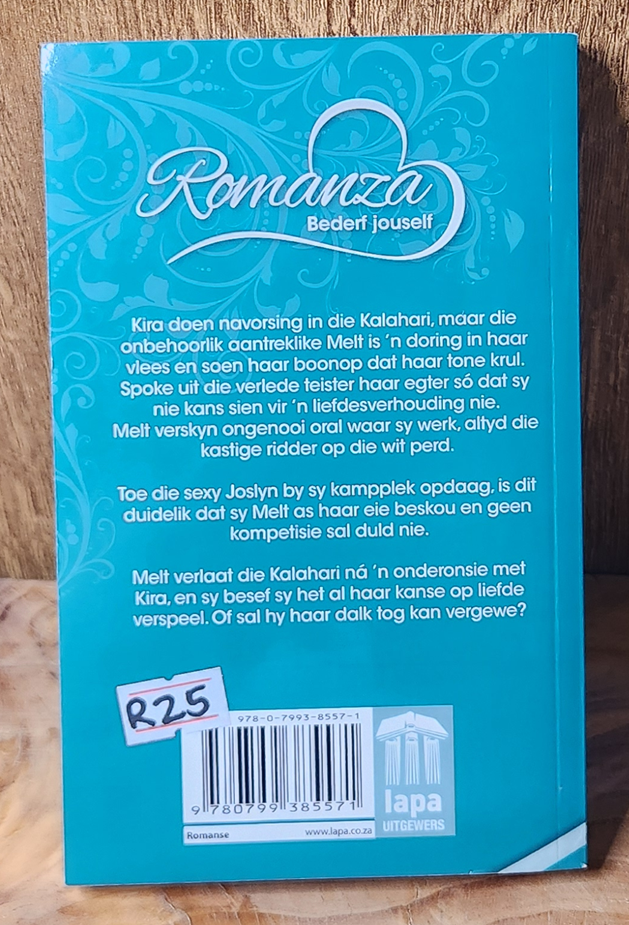 Romanza
Bederf jouself
Kira doen navorsing in die Kalahari, maar die
onbehoorlik aantreklike Melt is 'n doring in haar
vlees en soen haar boonop dat haar tone krul.
Spoke uit die verlede teister haar egter só dat sy
nie kans sien vir 'n liefdesverhouding nie.
Melt verskyn ongenooi oral waar sy werk, altyd die
kastige ridder op die wit perd.
Toe die sexy Joslyn by sy kampplek opdaag, is dit
duidelik dat sy Melt as haar eie beskou en geen
kompetisie sal duld nie.
Melt verlaat die Kalahari ná 'n onderonsie met
Kira, en sy besef sy het al haar kanse op liefde
verspeel. Of sal hy haar dalk tog kan vergewe?
R25
978-0-7993-8557-1
9 780799 385571
Romanse www.lapa.co.za
lapa
UITGEWERS